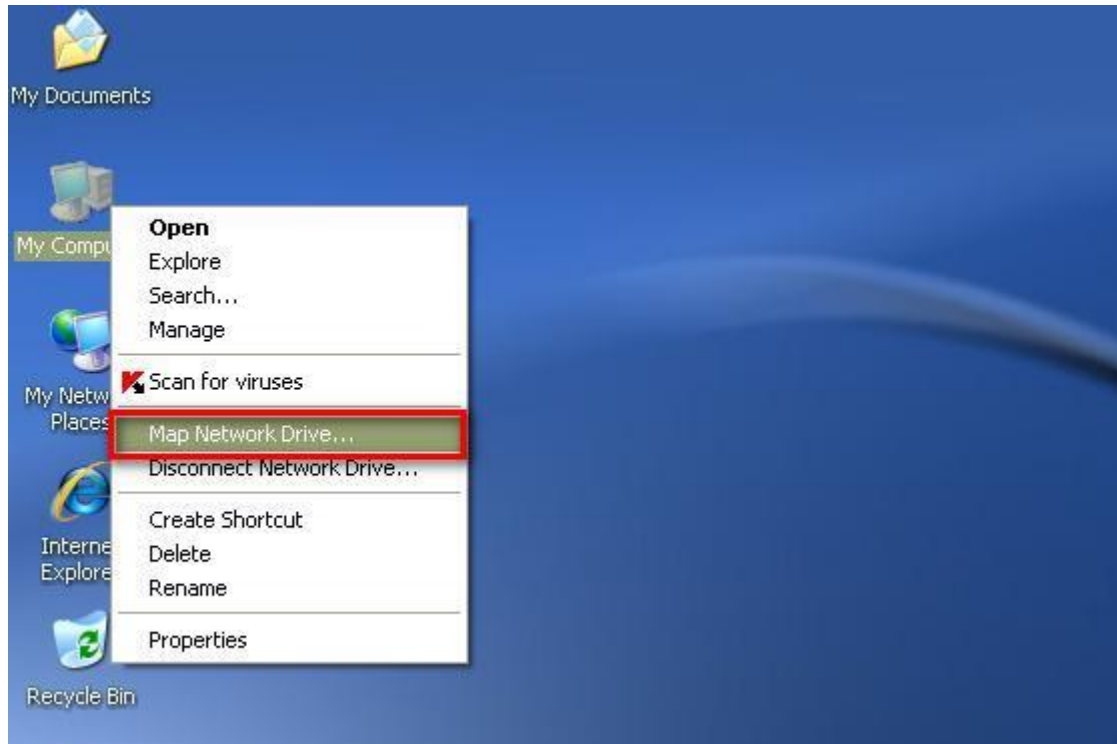 My Documents
My Compu
My Netw
Places
Interne
Explore
Recycle Bin
Open
Explore
Search...
Manage
Scan for viruses
Map Network Drive...
Disconnect Network Drive...
Create Shortcut
Delete
Rename
Properties